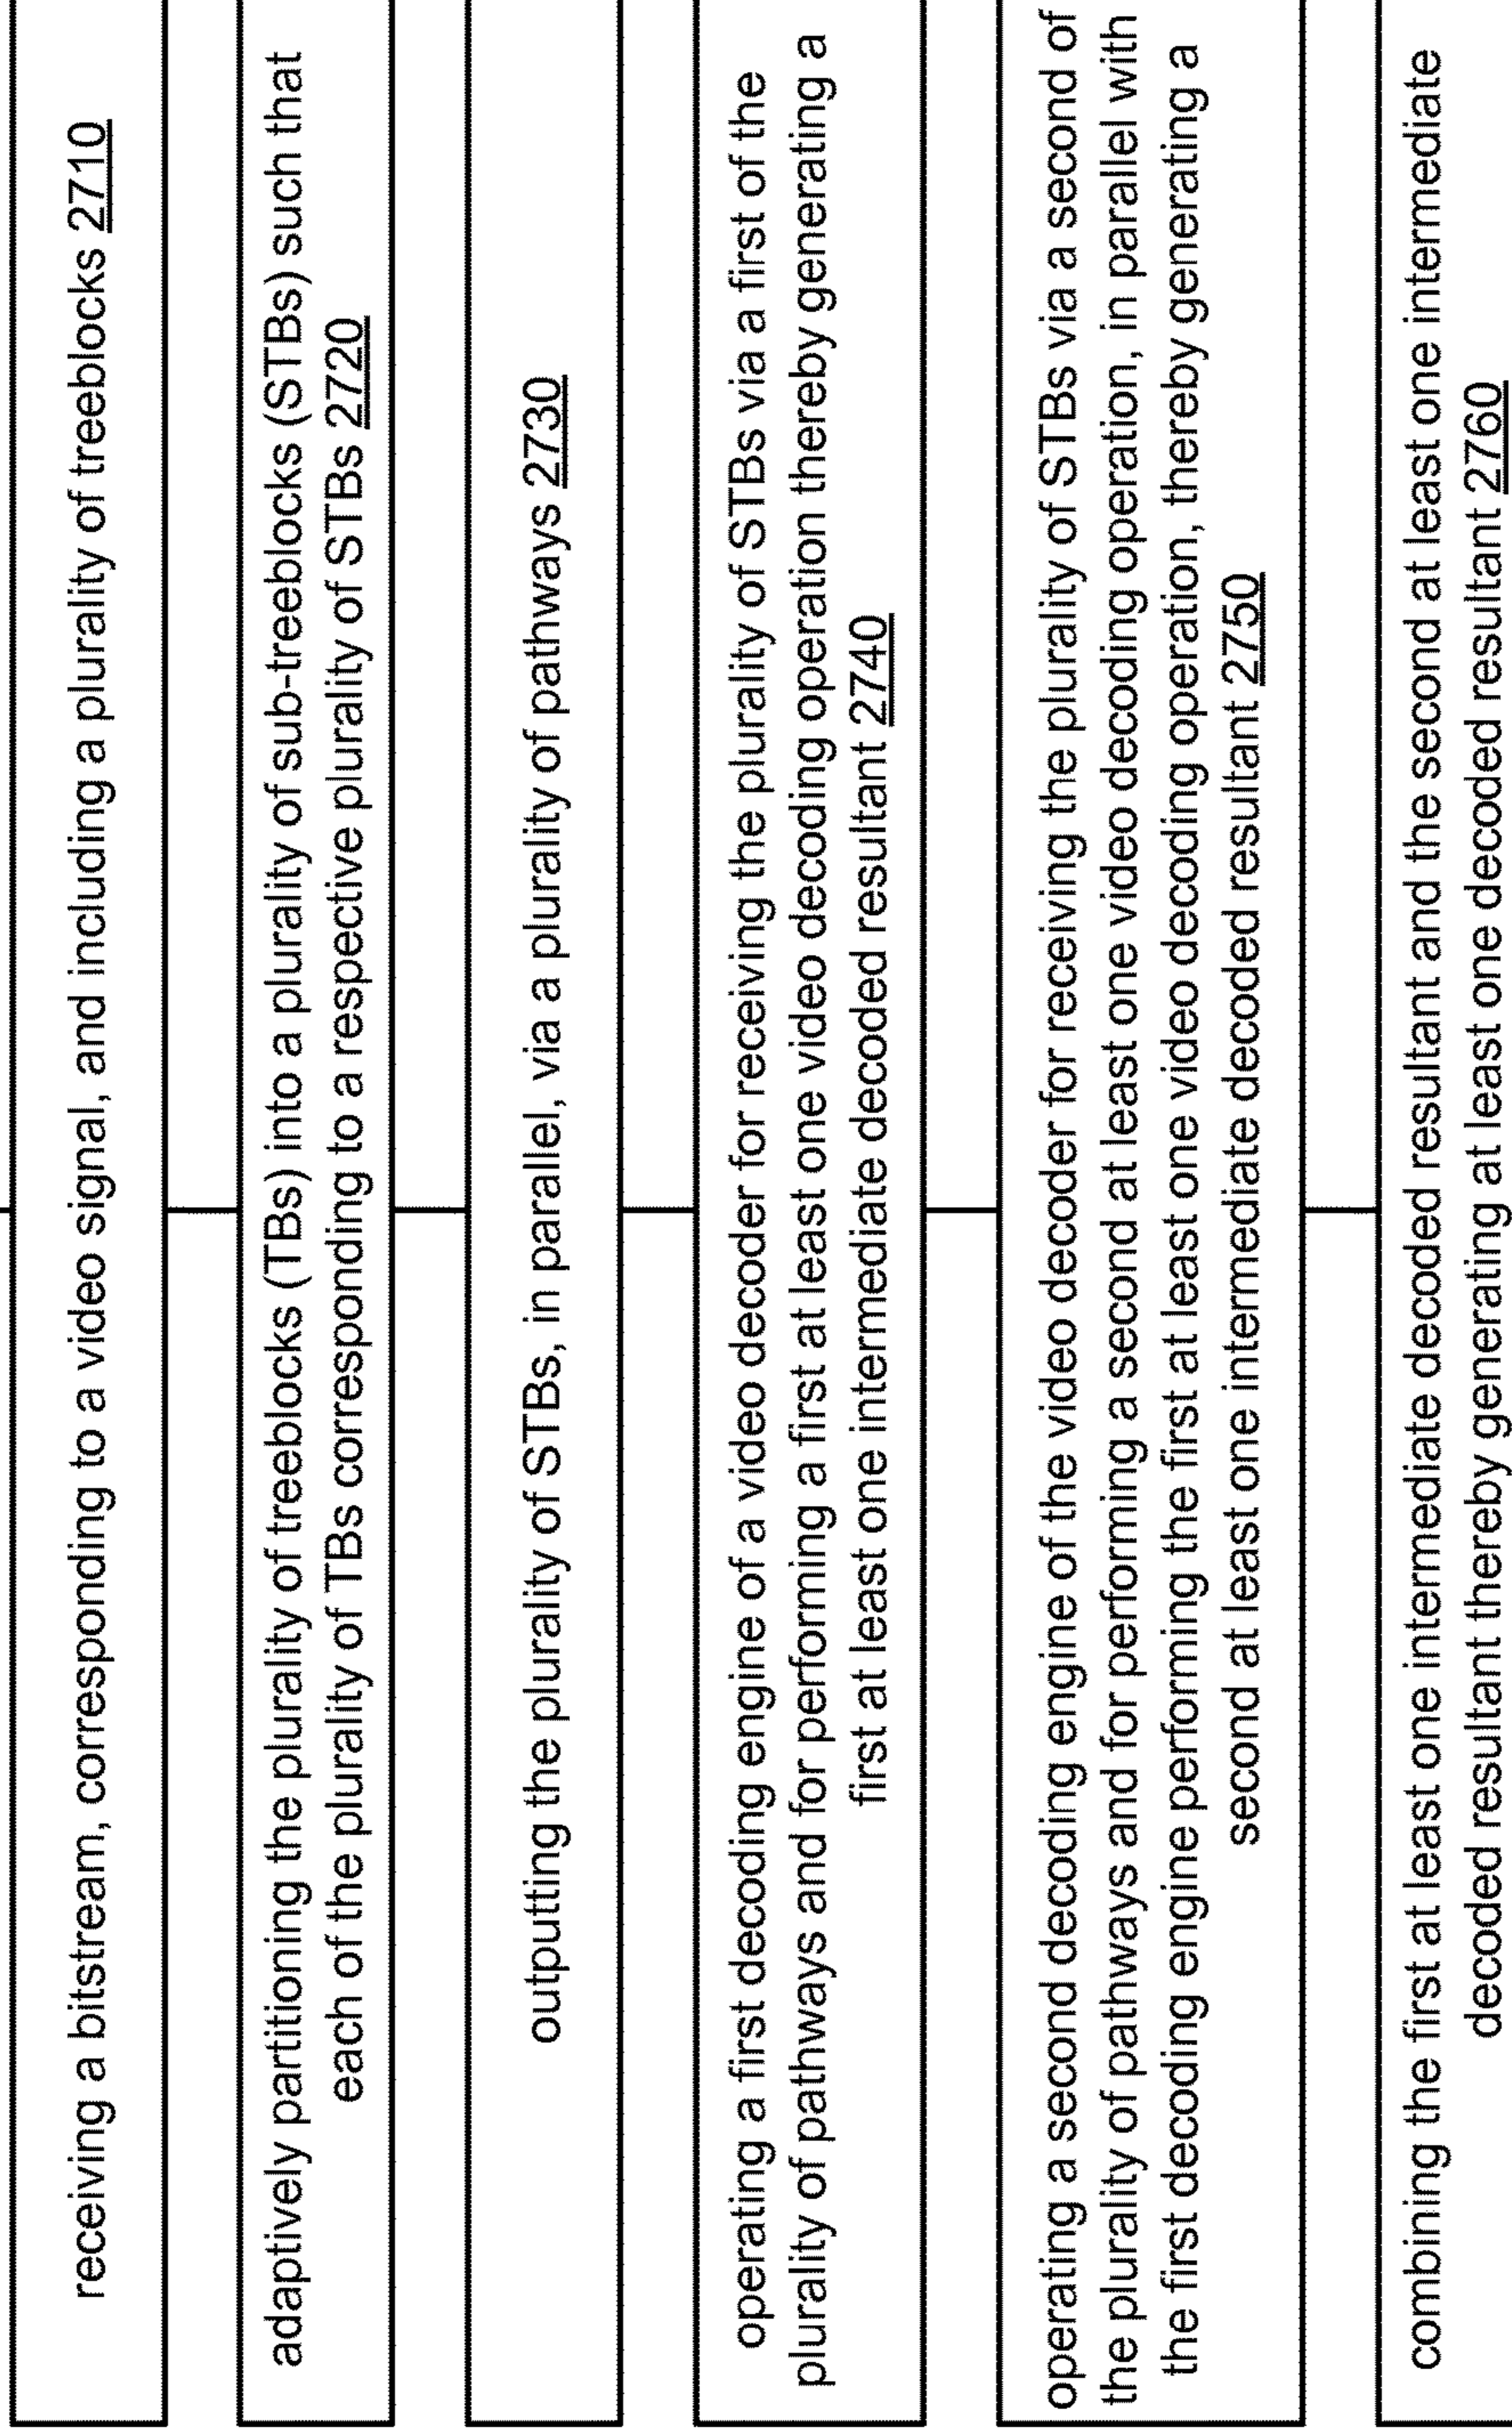 receiving a bitstream, corresponding to a video signal, and including a plurality of treeblocks 2710
adaptively partitioning the plurality of treeblocks (TBs) into a plurality of sub-treeblocks (STBs) such that
each of the plurality of TBs corresponding to a respective plurality of STBs 2720
outputting the plurality of STBs, in parallel, via a plurality of pathways 2730
operating a first decoding engine of a video decoder for receiving the plurality of STBs via a first of the
plurality of pathways and for performing a first at least one video decoding operation thereby generating a
first at least one intermediate decoded resultant 2740
operating a second decoding engine of the video decoder for receiving the plurality of STBs via a second of
the plurality of pathways and for performing a second at least one video decoding operation, in parallel with
the first decoding engine performing the first at least one video decoding operation, thereby generating a
second at least one intermediate decoded resultant 2750
combining the first at least one intermediate decoded resultant and the second at least one intermediate
decoded resultant thereby generating at least one decoded resultant 2760